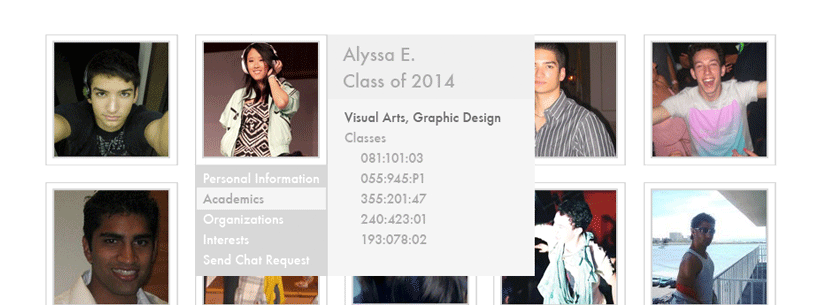 Alyssa E.
Class of 2014
Visual Arts, Graphic Design
Classes
081:101:03
055:945:P1
355:201:47
240:423:01
193:078:02
Personal Information
Academics
Organizations
Interests
Send Chat Request